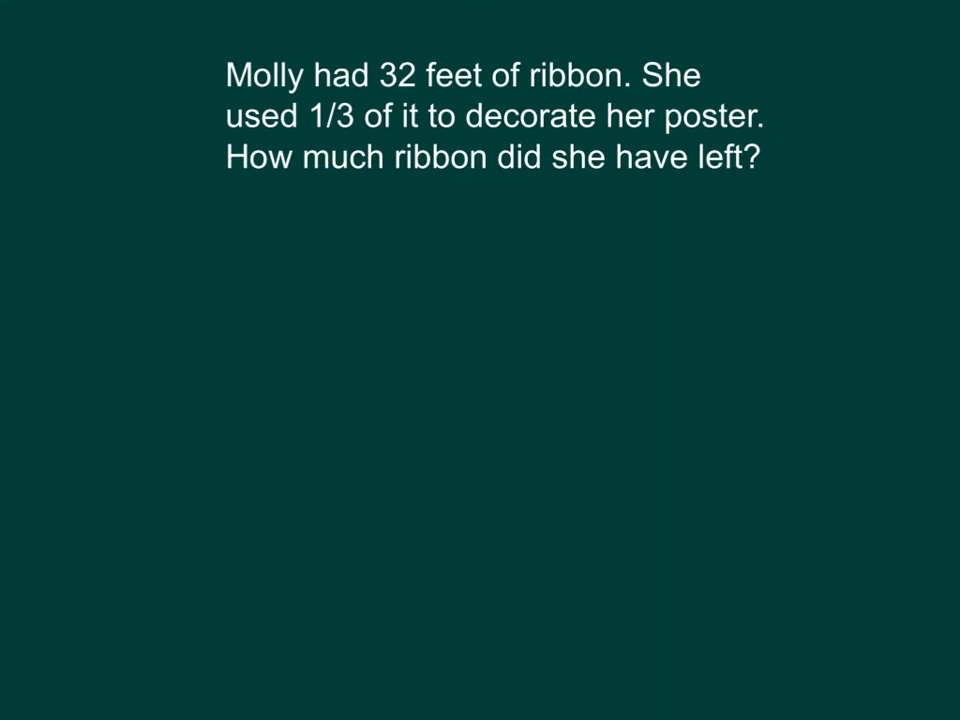 Molly had 32 feet of ribbon. She
used 1/3 of it to decorate her poster.
How much ribbon did she have left?